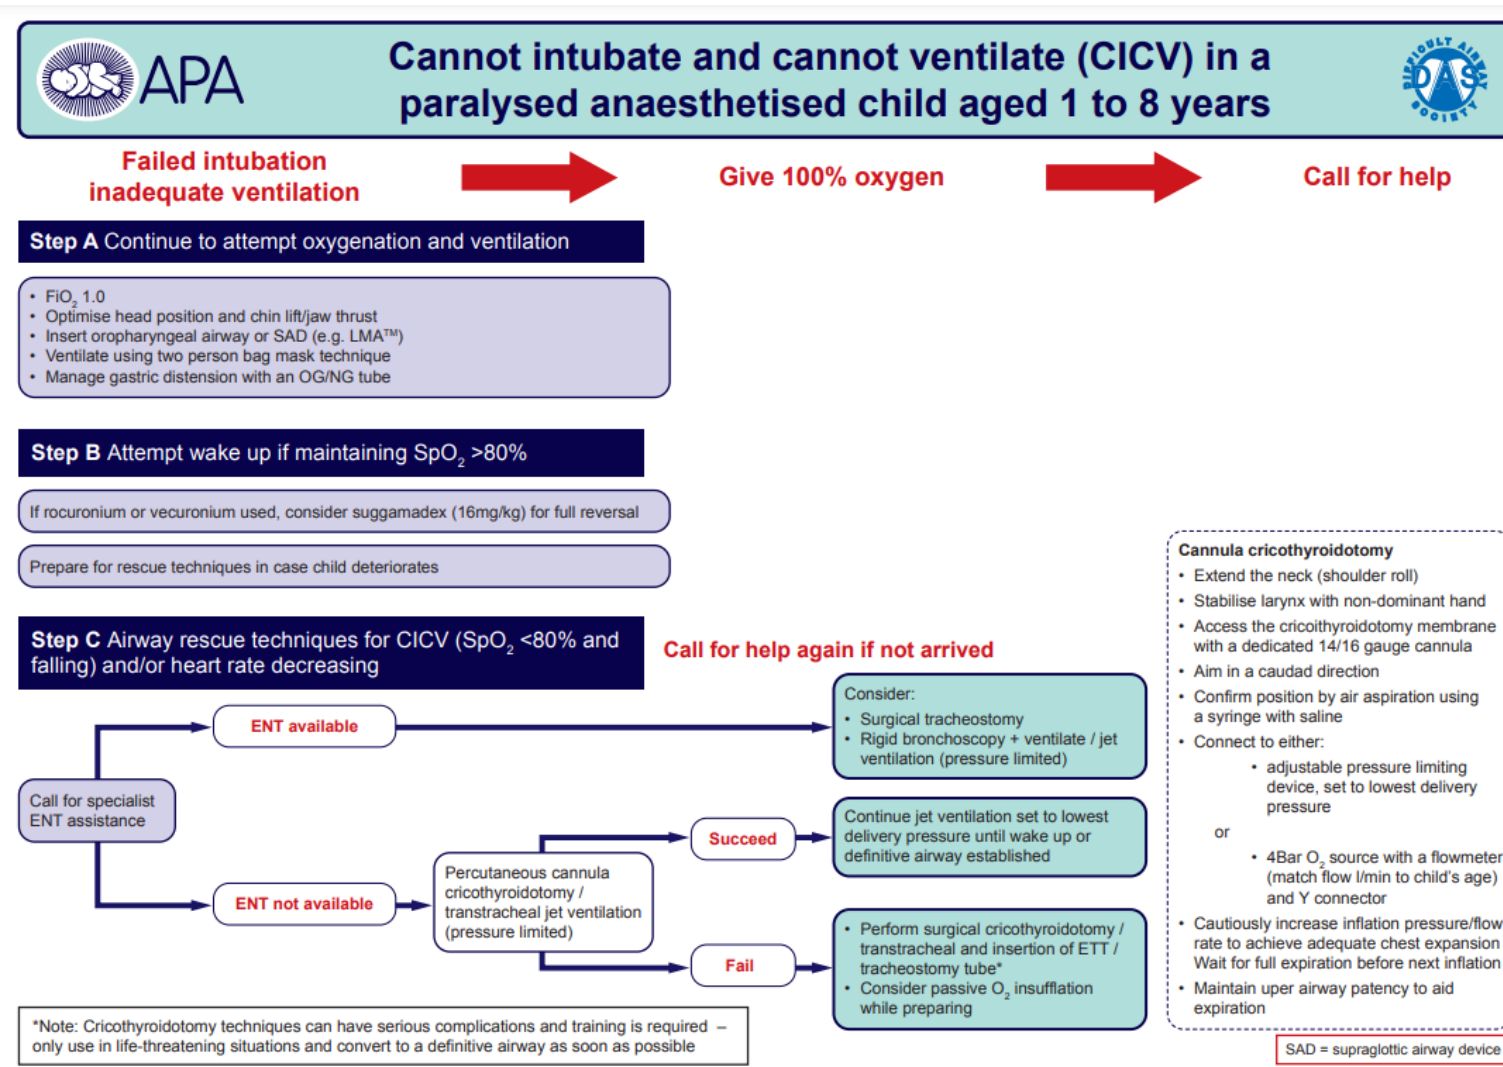 APA
Cannot intubate and cannot ventilate (CICV) in a
paralysed anaesthetised child aged 1 to 8 years
DIFFICULT AIRWAY
DAS
SOCIETY
Failed intubation
inadequate ventilation
Give 100% oxygen
Call for help
Step A Continue to attempt oxygenation and ventilation
• FiO2 1.0
• Optimise head position and chin lift/jaw thrust
• Insert oropharyngeal airway or SAD (e.g. LMA™)
• Ventilate using two person bag mask technique
• Manage gastric distension with an OG/NG tube
Step B Attempt wake up if maintaining SpO2 >80%
If rocuronium or vecuronium used, consider suggamadex (16mg/kg) for full reversal
Prepare for rescue techniques in case child deteriorates
Step C Airway rescue techniques for CICV (SpO2 <80% and
falling) and/or heart rate decreasing
Call for help again if not arrived
Call for specialist
ENT assistance
ENT available
Consider:
• Surgical tracheostomy
• Rigid bronchoscopy + ventilate / jet
ventilation (pressure limited)
ENT not available
Percutaneous cannula
cricothyroidotomy /
transtracheal jet ventilation
(pressure limited)
Succeed
Continue jet ventilation set to lowest
delivery pressure until wake up or
definitive airway established
Fail
• Perform surgical cricothyroidotomy /
transtracheal and insertion of ETT /
tracheostomy tube*
• Consider passive O2 insufflation
while preparing
Cannula cricothyroidotomy
• Extend the neck (shoulder roll)
• Stabilise larynx with non-dominant hand
• Access the cricoithyroidotomy membrane
with a dedicated 14/16 gauge cannula
• Aim in a caudad direction
• Confirm position by air aspiration using
a syringe with saline
• Connect to either:
• adjustable pressure limiting
device, set to lowest delivery
pressure
or
• 4Bar O2 source with a flowmeter
(match flow l/min to child's age)
and Y connector
• Cautiously increase inflation pressure/flow
rate to achieve adequate chest expansion
Wait for full expiration before next inflation
• Maintain uper airway patency to aid
expiration
*Note: Cricothyroidotomy techniques can have serious complications and training is required –
only use in life-threatening situations and convert to a definitive airway as soon as possible
SAD = supraglottic airway device